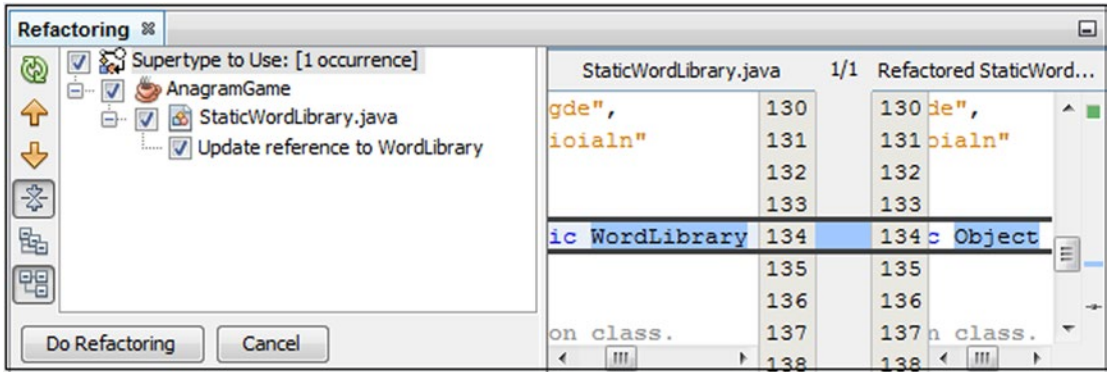 Refactoring
Supertype to Use: [1 occurrence]
AnagramGame
StaticWordLibrary.java
Update reference to WordLibrary
Do Refactoring Cancel
StaticWordLibrary.java 1/1 Refactored StaticWord...
gde", 130 130 de",
ioialn" 131 131 oialn"
132 132
133 133
ic WordLibrary 134 134 c Object
135 135
136 136
on class. 137 137 n class.
138 138